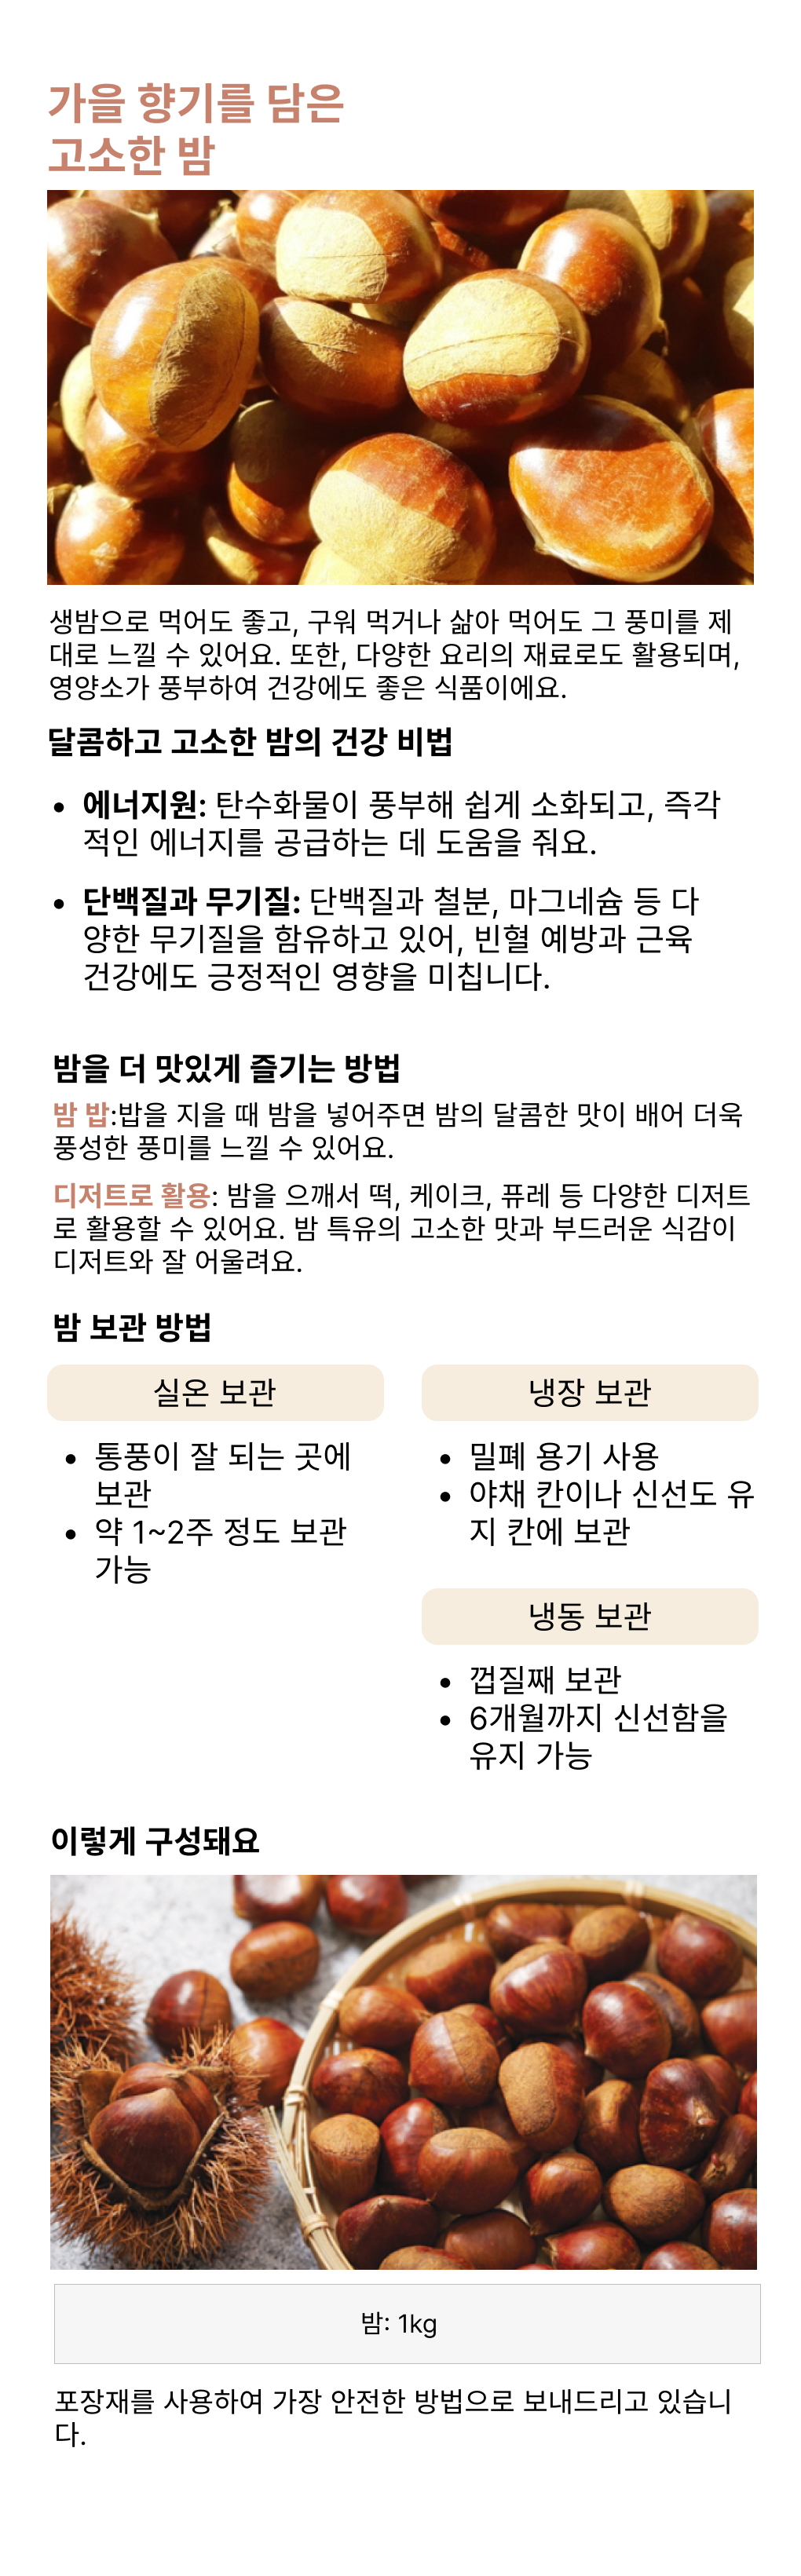 가을 향기를 담은
고소한 밤
생밤으로 먹어도 좋고, 구워 먹거나 삶아 먹어도 그 풍미를 제
대로 느낄 수 있어요. 또한, 다양한 요리의 재료로도 활용되며,
영양소가 풍부하여 건강에도 좋은 식품이에요.
달콤하고 고소한 밤의 건강 비법
• 에너지원: 탄수화물이 풍부해 쉽게 소화되고, 즉각
적인 에너지를 공급하는 데 도움을 줘요.
• 단백질과 무기질: 단백질과 철분, 마그네슘 등 다
양한 무기질을 함유하고 있어, 빈혈 예방과 근육
건강에도 긍정적인 영향을 미칩니다.
밤을 더 맛있게 즐기는 방법
밤 밥:밥을 지을 때 밤을 넣어주면 밤의 달콤한 맛이 배어 더욱
풍성한 풍미를 느낄 수 있어요.
디저트로 활용: 밤을 으깨서 떡, 케이크, 퓨레 등 다양한 디저트
로 활용할 수 있어요. 밤 특유의 고소한 맛과 부드러운 식감이
디저트와 잘 어울려요.
밤 보관 방법
실온 보관
• 통풍이 잘 되는 곳에
보관
• 약 1~2주 정도 보관
가능
냉장 보관
• 밀폐 용기 사용
• 야채 칸이나 신선도 유
지 칸에 보관
냉동 보관
• 껍질째 보관
• 6개월까지 신선함을
유지 가능
이렇게 구성돼요
밤: 1kg
포장재를 사용하여 가장 안전한 방법으로 보내드리고 있습니
다.